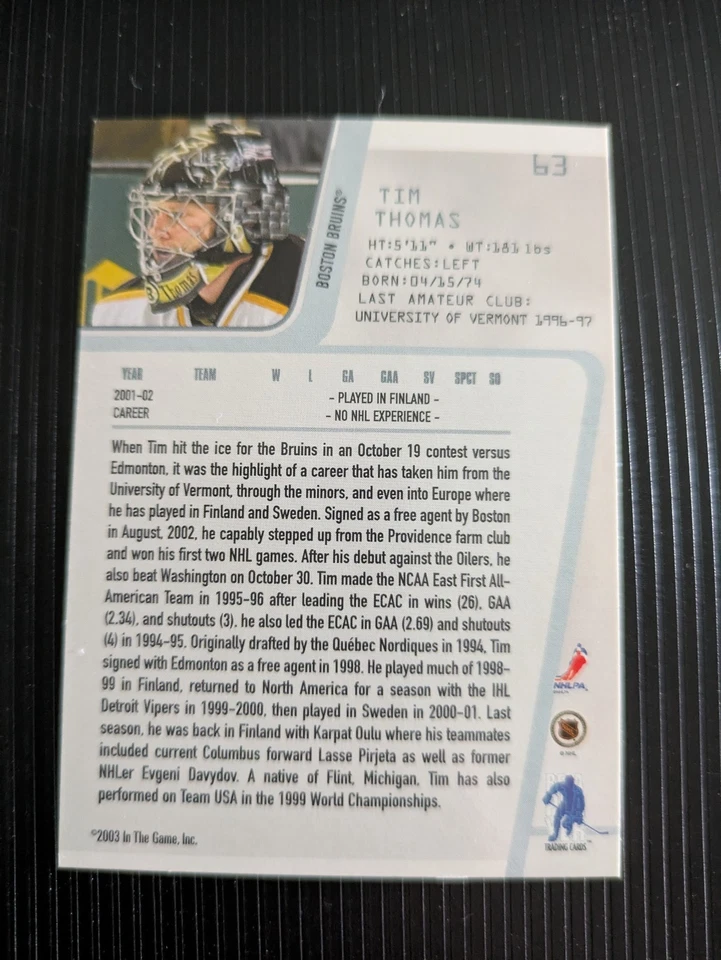 63
TIM
THOMAS
BOSTON BRUINS®
HT:5'11" • WT:181 lbs
CATCHES:LEFT
BORN:04/15/74
LAST AMATEUR CLUB:
UNIVERSITY OF VERMONT 1996-97
Thomas
YEAR TEAM W L GA GAA SV SPCT SO
2001-02 - PLAYED IN FINLAND -
CAREER - NO NHL EXPERIENCE -
When Tim hit the ice for the Bruins in an October 19 contest versus
Edmonton, it was the highlight of a career that has taken him from the
University of Vermont, through the minors, and even into Europe where
he has played in Finland and Sweden. Signed as a free agent by Boston
in August, 2002, he capably stepped up from the Providence farm club
and won his first two NHL games. After his debut against the Oilers, he
also beat Washington on October 30. Tim made the NCAA East First All-
American Team in 1995-96 after leading the ECAC in wins (26), GAA
(2.34), and shutouts (3). he also led the ECAC in GAA (2.69) and shutouts
(4) in 1994-95. Originally drafted by the Québec Nordiques in 1994, Tim
signed with Edmonton as a free agent in 1998. He played much of 1998-
99 in Finland, returned to North America for a season with the IHL
Detroit Vipers in 1999-2000, then played in Sweden in 2000-01. Last
season, he was back in Finland with Karpat Oulu where his teammates
included current Columbus forward Lasse Pirjeta as well as former
NHLer Evgeni Davydov. A native of Flint, Michigan, Tim has also
performed on Team USA in the 1999 World Championships.
NHLPA
© NHL
TRADING CARDS™
©2003 In The Game, Inc.